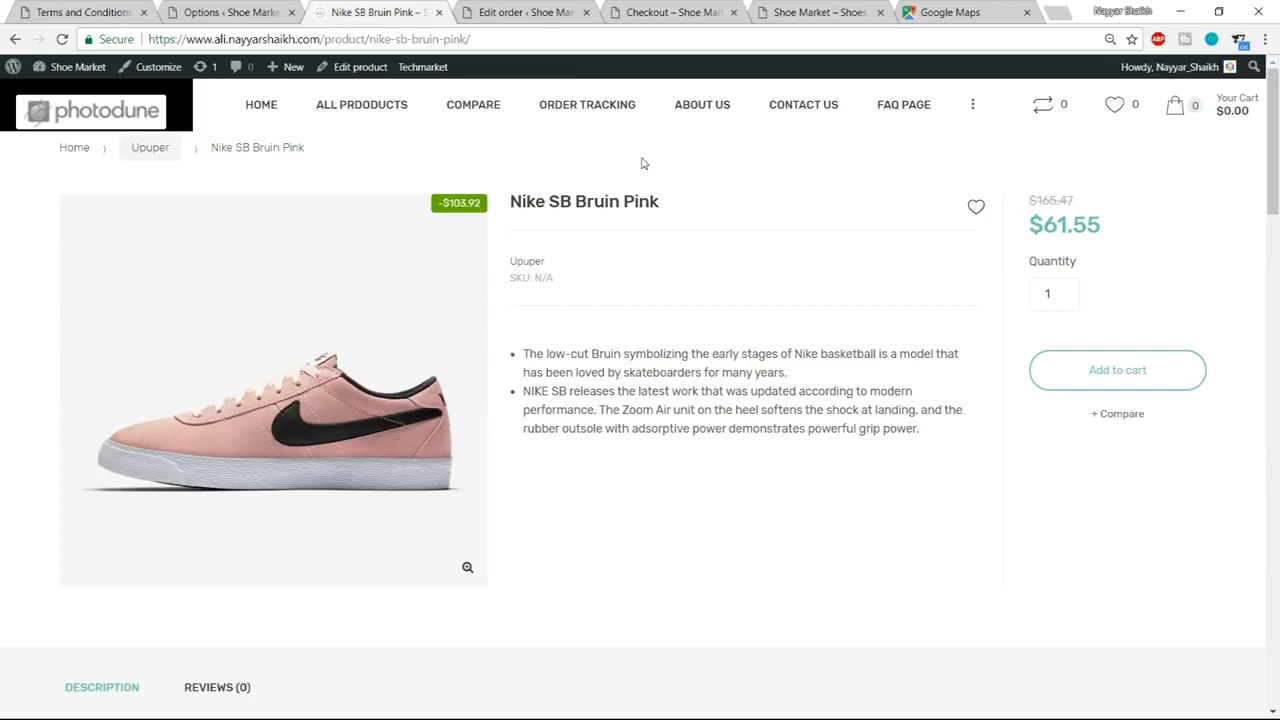 Terms and Conditions
Options ‹ Shoe Marke
Nike SB Bruin Pink – S
Edit order ‹ Shoe Mar
Checkout – Shoe Mar
Shoe Market – Shoes
Google Maps
Nayyar Shaikh
Secure
https://www.ali.nayyarshaikh.com/product/nike-sb-bruin-pink/
Shoe Market
Customize
1
0
New
Edit product
Techmarket
Howdy, Nayyar_Shaikh
photodune
HOME
ALL PRDODUCTS
COMPARE
ORDER TRACKING
ABOUT US
CONTACT US
FAQ PAGE
0
0
0
Your Cart
$0.00
Home
Upuper
Nike SB Bruin Pink
-$103.92
Nike SB Bruin Pink
$165.47
$61.55
Upuper
SKU: N/A
Quantity
1
The low-cut Bruin symbolizing the early stages of Nike basketball is a model that
has been loved by skateboarders for many years.
NIKE SB releases the latest work that was updated according to modern
performance. The Zoom Air unit on the heel softens the shock at landing, and the
rubber outsole with adsorptive power demonstrates powerful grip power.
Add to cart
+ Compare
DESCRIPTION
REVIEWS (0)